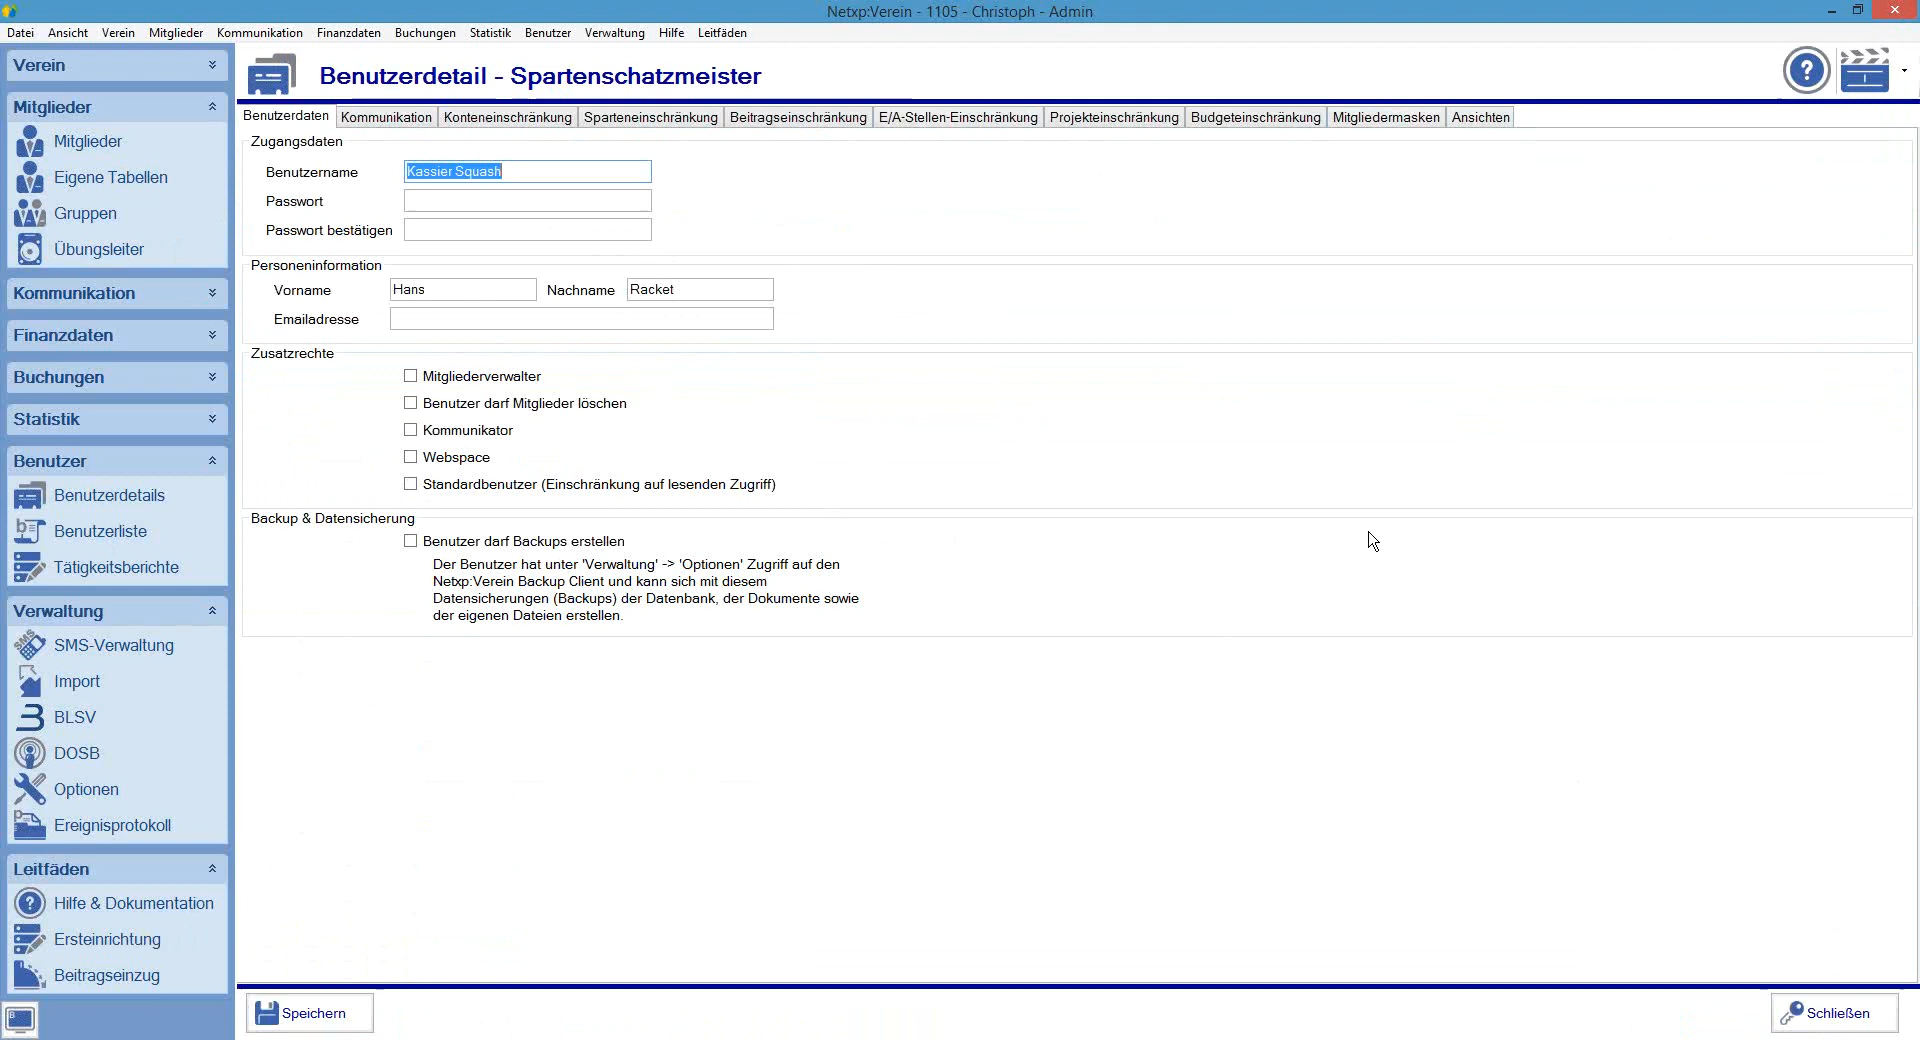 Netxp:Verein - 1105 - Christoph - Admin
Datei Ansicht Verein Mitglieder Kommunikation Finanzdaten Buchungen Statistik Benutzer Verwaltung Hilfe Leitfäden
Verein
Mitglieder
Mitglieder
Eigene Tabellen
Gruppen
Übungsleiter
Kommunikation
Finanzdaten
Buchungen
Statistik
Benutzer
Benutzerdetails
Benutzerliste
Tätigkeitsberichte
Verwaltung
SMS-Verwaltung
Import
BLSV
DOSB
Optionen
Ereignisprotokoll
Leitfäden
Hilfe & Dokumentation
Ersteinrichtung
Beitragseinzug
Benutzerdetail - Spartenschatzmeister
Benutzerdaten Kommunikation Konteneinschränkung Sparteneinschränkung Beitragseinschränkung E/A-Stellen-Einschränkung Projekteinschränkung Budgeteinschränkung Mitgliedermasken Ansichten
Zugangsdaten
Benutzername Kassier Squash
Passwort
Passwort bestätigen
Personeninformation
Vorname Hans Nachname Racket
Emailadresse
Zusatzrechte
Mitgliederverwalter
Benutzer darf Mitglieder löschen
Kommunikator
Webspace
Standardbenutzer (Einschränkung auf lesenden Zugriff)
Backup & Datensicherung
Benutzer darf Backups erstellen
Der Benutzer hat unter 'Verwaltung' -> 'Optionen' Zugriff auf den
Netxp:Verein Backup Client und kann sich mit diesem
Datensicherungen (Backups) der Datenbank, der Dokumente sowie
der eigenen Dateien erstellen.
Speichern
Schließen